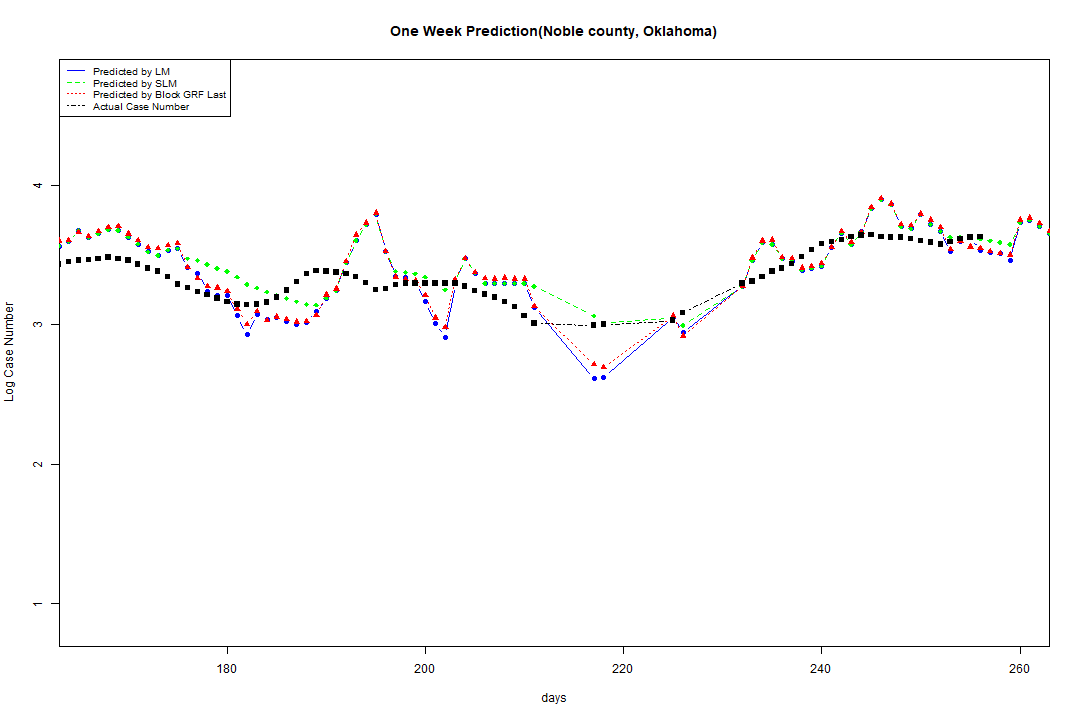 One Week Prediction(Noble county, Oklahoma)
Predicted by LM
Predicted by SLM
Predicted by Block GRF Last
Actual Case Number
4
3
2
1
Log Case Number
180 200 220 240 260
days